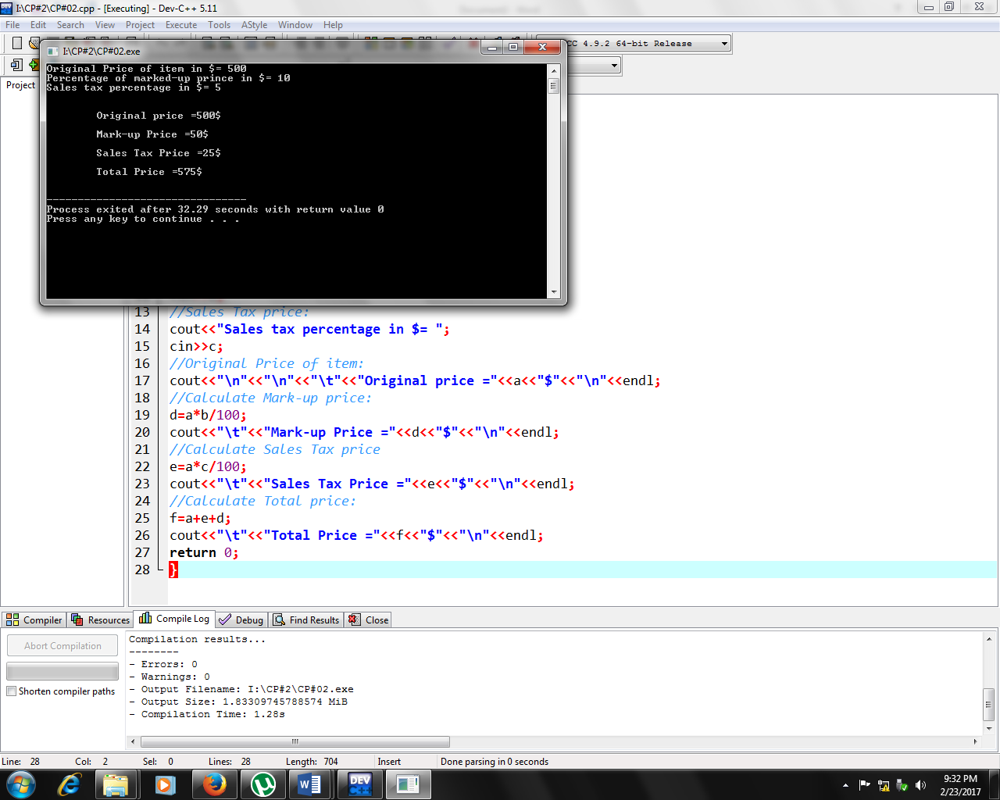 I:\CP#2\CP#02.cpp - [Executing] - Dev-C++ 5.11
File Edit Search View Project Execute Tools AStyle Window Help
CC 4.9.2 64-bit Release
Project
I:\CP#2\CP#02.exe
Original Price of item in $= 500
Percentage of marked-up prince in $= 10
Sales tax percentage in $= 5
Original price =500$
Mark-up Price =50$
Sales Tax Price =25$
Total Price =575$
--------------------------------
Process exited after 32.29 seconds with return value 0
Press any key to continue . . .
13 //Sales Tax price:
14 cout<<"Sales tax percentage in $= ";
15 cin>>c;
16 //Original Price of item:
17 cout<<"\n"<<"\n"<<"\t"<<"Original price ="<<a<<"$"<<"\n"<<endl;
18 //Calculate Mark-up price:
19 d=a*b/100;
20 cout<<"\t"<<"Mark-up Price ="<<d<<"$"<<"\n"<<endl;
21 //Calculate Sales Tax price
22 e=a*c/100;
23 cout<<"\t"<<"Sales Tax Price ="<<e<<"$"<<"\n"<<endl;
24 //Calculate Total price:
25 f=a+e+d;
26 cout<<"\t"<<"Total Price ="<<f<<"$"<<"\n"<<endl;
27 return 0;
28 }
Compiler Resources Compile Log Debug Find Results Close
Abort Compilation
Shorten compiler paths
Compilation results...
--------
- Errors: 0
- Warnings: 0
- Output Filename: I:\CP#2\CP#02.exe
- Output Size: 1.83309745788574 MiB
- Compilation Time: 1.28s
Line: 28 Col: 2 Sel: 0 Lines: 28 Length: 704 Insert Done parsing in 0 seconds
DEV C++
9:32 PM
2/23/2017